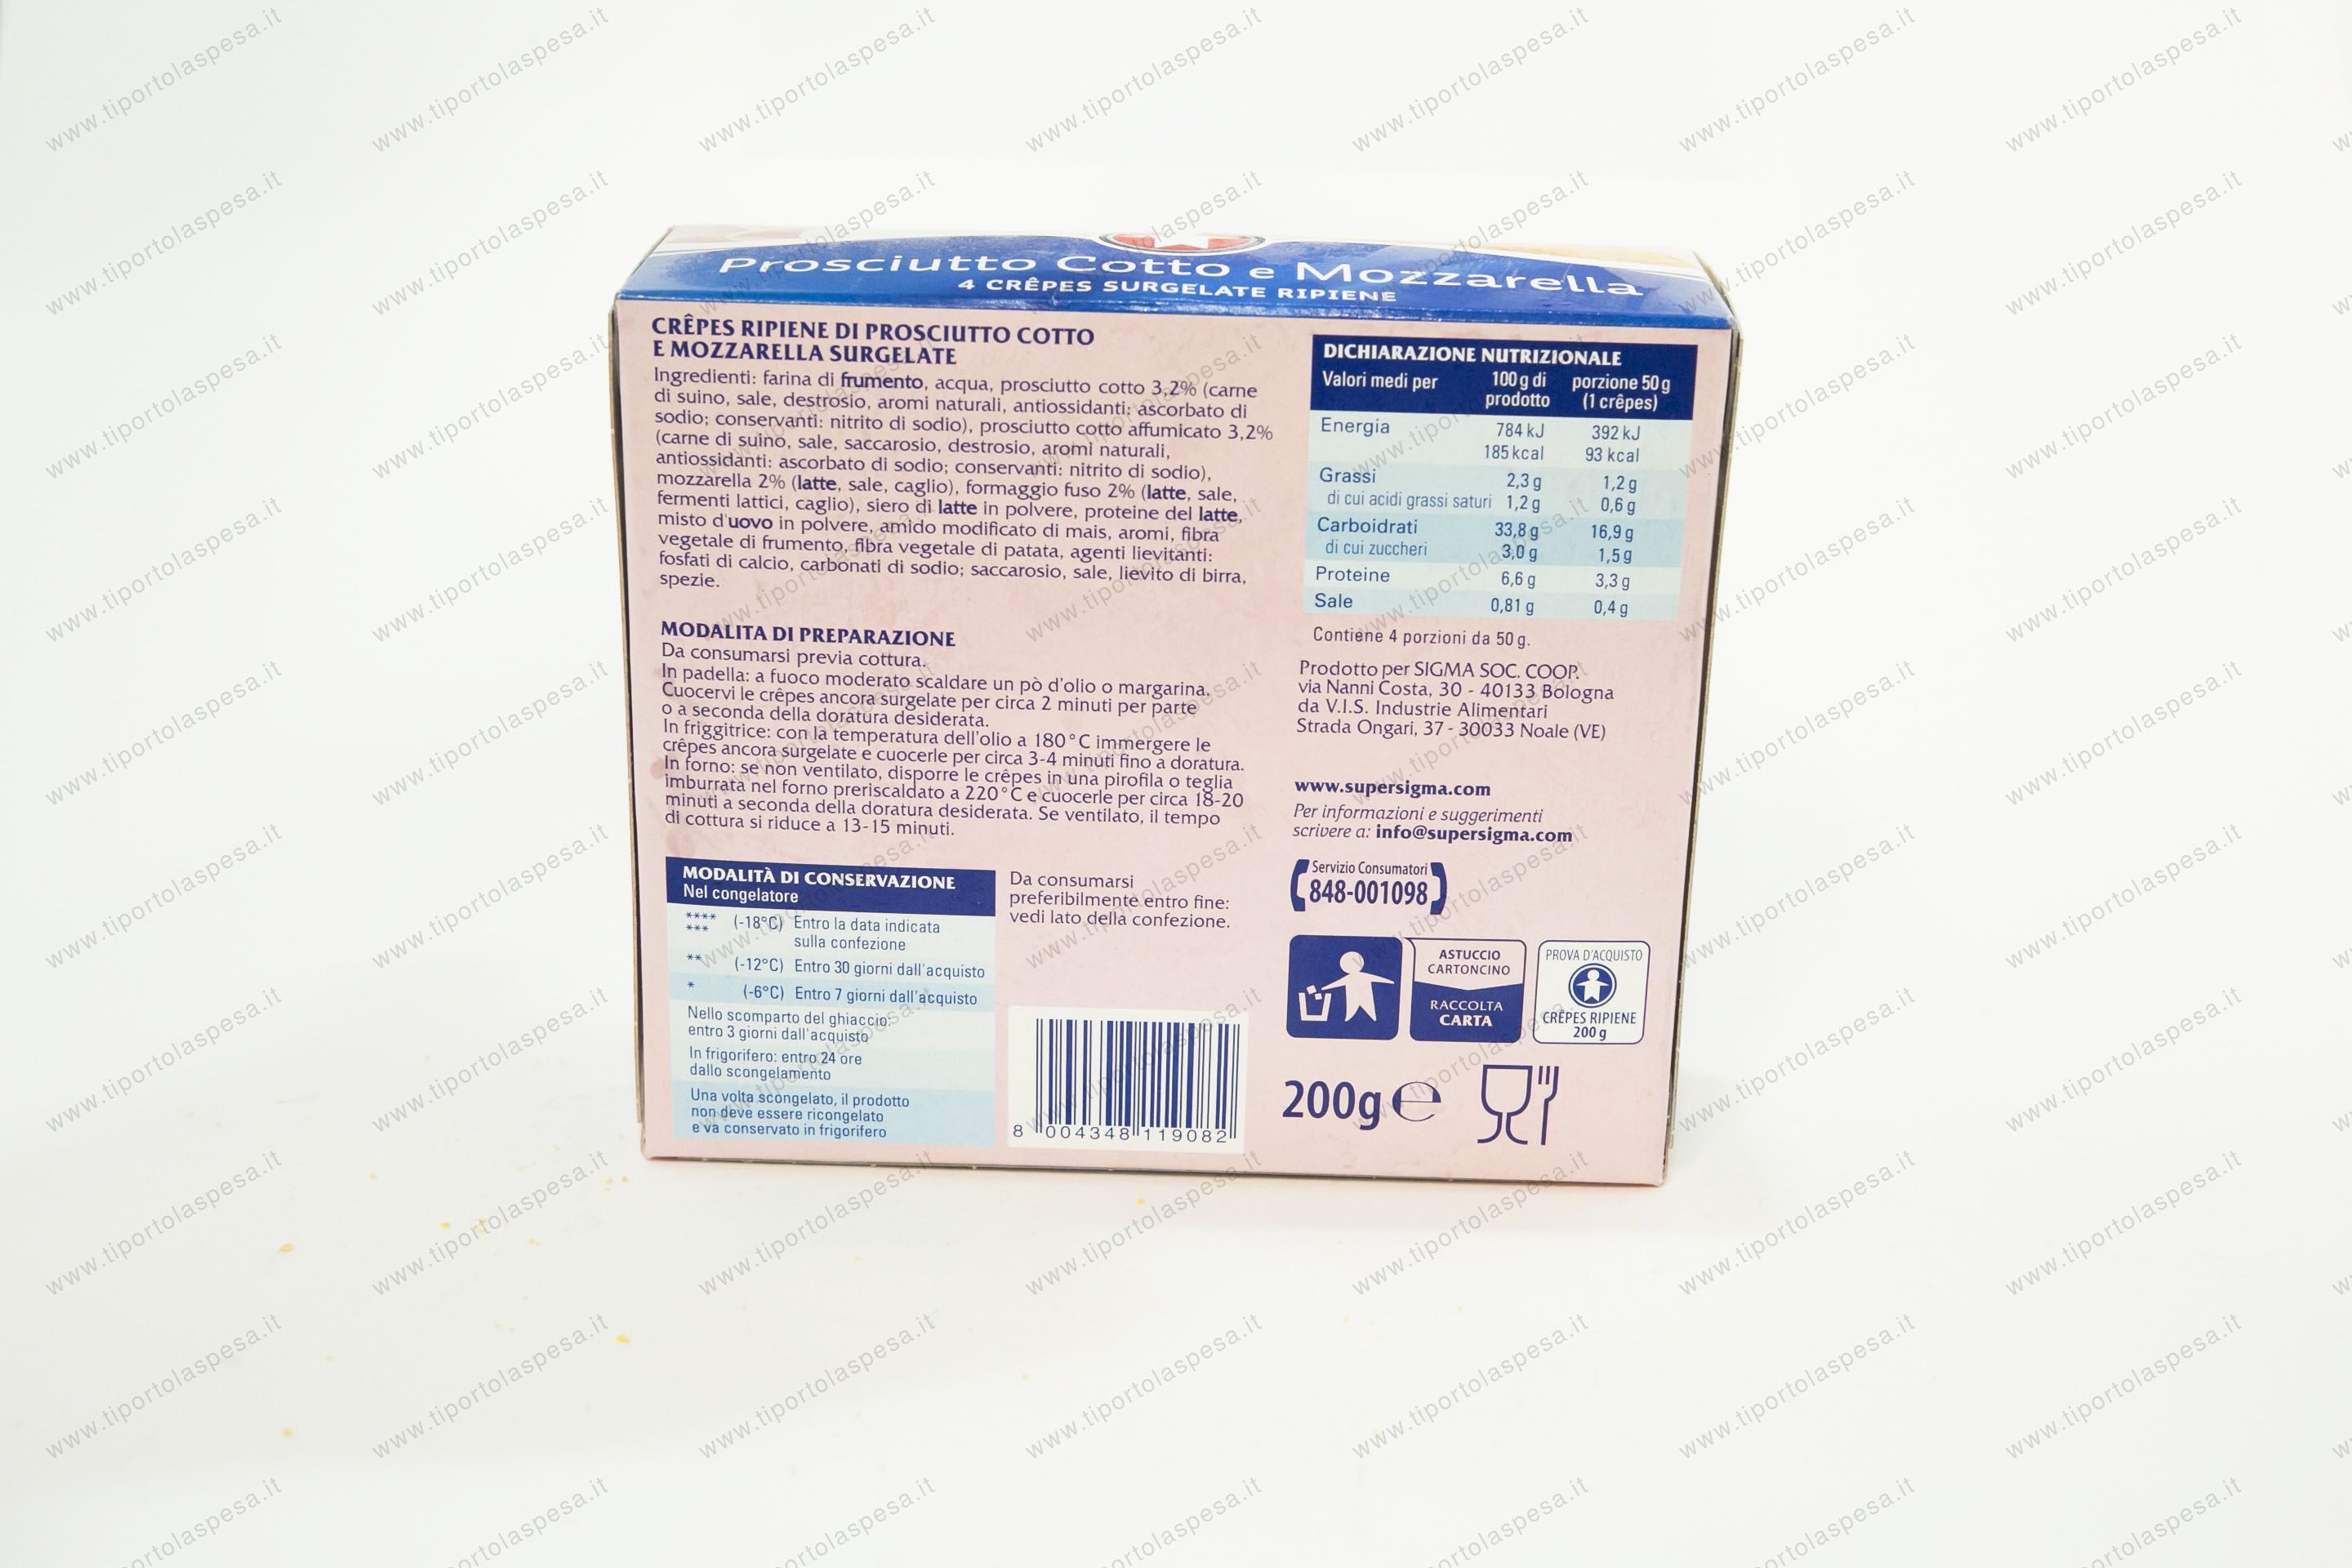 Prosciutto Cotto e Mozzarella
4 CRÊPES SURGELATE RIPIENE
CRÊPES RIPIENE DI PROSCIUTTO COTTO
E MOZZARELLA SURGELATE
Ingredienti: farina di frumento, acqua, prosciutto cotto 3,2% (carne
di suino, sale, destrosio, aromi naturali, antiossidanti: ascorbato di
sodio; conservanti: nitrito di sodio), prosciutto cotto affumicato 3,2%
(carne di suino, sale, saccarosio, destrosio, aromi naturali,
antiossidanti: ascorbato di sodio; conservanti: nitrito di sodio),
mozzarella 2% (latte, sale, caglio), formaggio fuso 2% (latte, sale,
fermenti lattici, caglio), siero di latte in polvere, proteine del latte,
misto d'uovo in polvere, amido modificato di mais, aromi, fibra
vegetale di frumento, fibra vegetale di patata, agenti lievitanti:
fosfati di calcio, carbonati di sodio; saccarosio, sale, lievito di birra,
spezie.
MODALITA DI PREPARAZIONE
Da consumarsi previa cottura.
In padella: a fuoco moderato scaldare un pò d'olio o margarina.
Cuocervi le crêpes ancora surgelate per circa 2 minuti per parte
o a seconda della doratura desiderata.
In friggitrice: con la temperatura dell'olio a 180°C immergere le
crêpes ancora surgelate e cuocerle per circa 3-4 minuti fino a doratura.
In forno: se non ventilato, disporre le crêpes in una pirofila o teglia
imburrata nel forno preriscaldato a 220°C e cuocerle per circa 18-20
minuti a seconda della doratura desiderata. Se ventilato, il tempo
di cottura si riduce a 13-15 minuti.
MODALITÀ DI CONSERVAZIONE
Nel congelatore
**** (-18°C) Entro la data indicata
*** sulla confezione
** (-12°C) Entro 30 giorni dall'acquisto
* (-6°C) Entro 7 giorni dall'acquisto
Nello scomparto del ghiaccio:
entro 3 giorni dall'acquisto
In frigorifero: entro 24 ore
dallo scongelamento
Una volta scongelato, il prodotto
non deve essere ricongelato
e va conservato in frigorifero
Da consumarsi
preferibilmente entro fine:
vedi lato della confezione.
8 004348 119082
DICHIARAZIONE NUTRIZIONALE
Valori medi per 100 g di prodotto porzione 50 g (1 crêpes)
Energia 784 kJ 392 kJ
185 kcal 93 kcal
Grassi 2,3 g 1,2 g
di cui acidi grassi saturi 1,2 g 0,6 g
Carboidrati 33,8 g 16,9 g
di cui zuccheri 3,0 g 1,5 g
Proteine 6,6 g 3,3 g
Sale 0,81 g 0,4 g
Contiene 4 porzioni da 50 g.
Prodotto per SIGMA SOC. COOP.
via Nanni Costa, 30 - 40133 Bologna
da V.I.S. Industrie Alimentari
Strada Ongari, 37 - 30033 Noale (VE)
www.supersigma.com
Per informazioni e suggerimenti
scrivere a: info@supersigma.com
Servizio Consumatori
848-001098
ASTUCCIO
CARTONCINO
RACCOLTA
CARTA
PROVA D'ACQUISTO
CRÊPES RIPIENE
200 g
200g e
www.tiportolaspesa.it